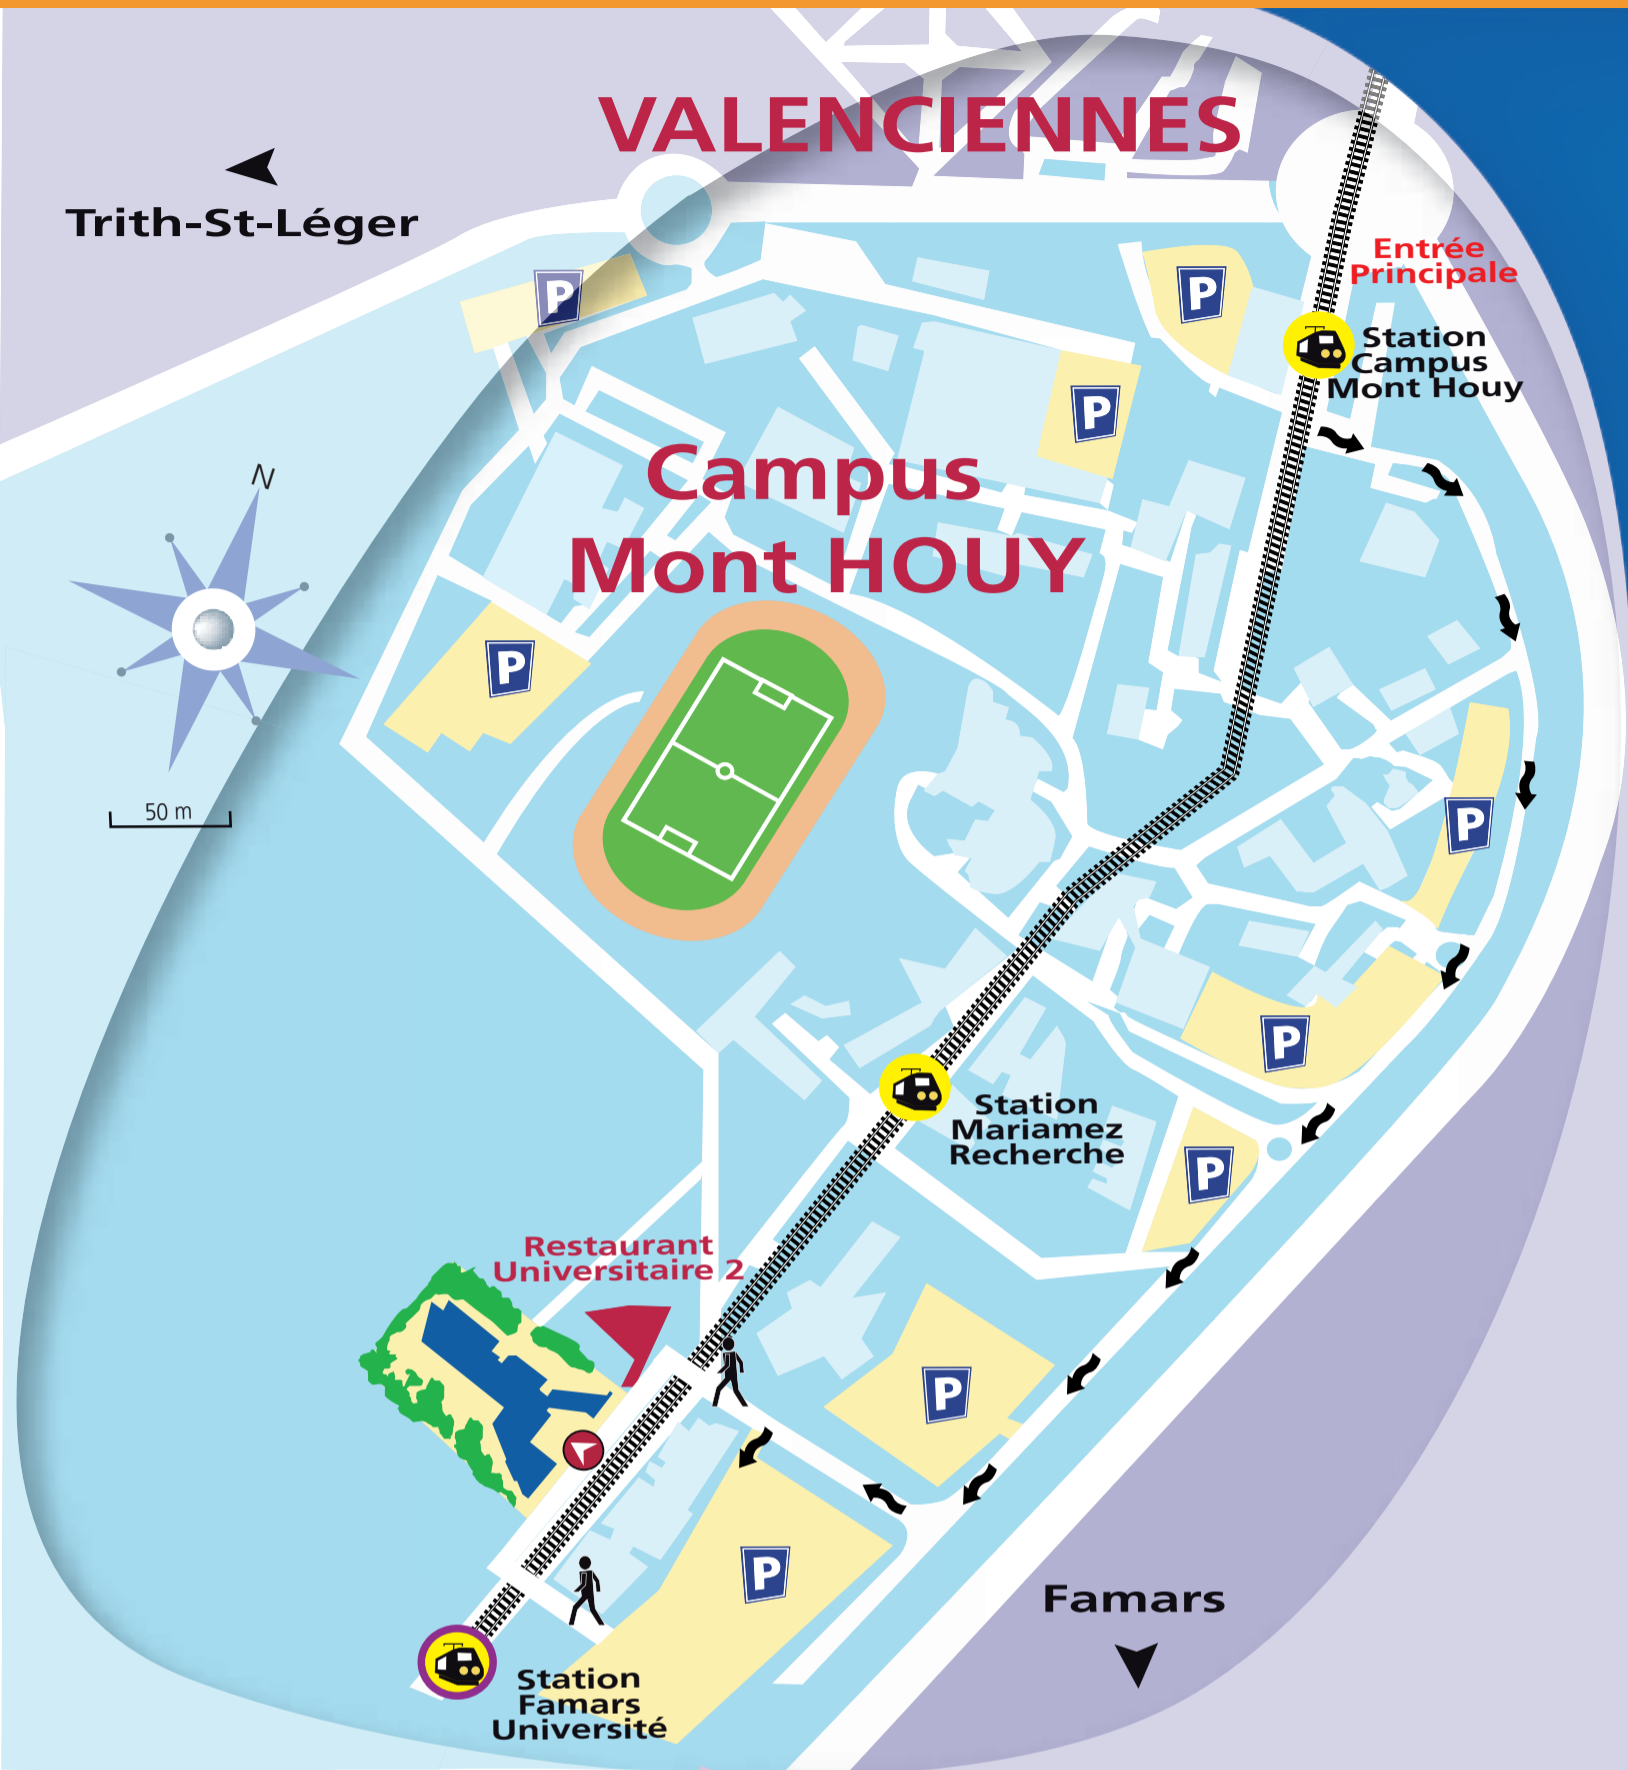 VALENCIENNES
Trith-St-Léger
Entrée
Principale
P
P
Station
Campus
Mont Houy
P
Campus
Mont HOUY
N
P
50 m
P
P
Station
Mariamez
Recherche
P
Restaurant
Universitaire 2
P
P
Famars
Station
Famars
Université